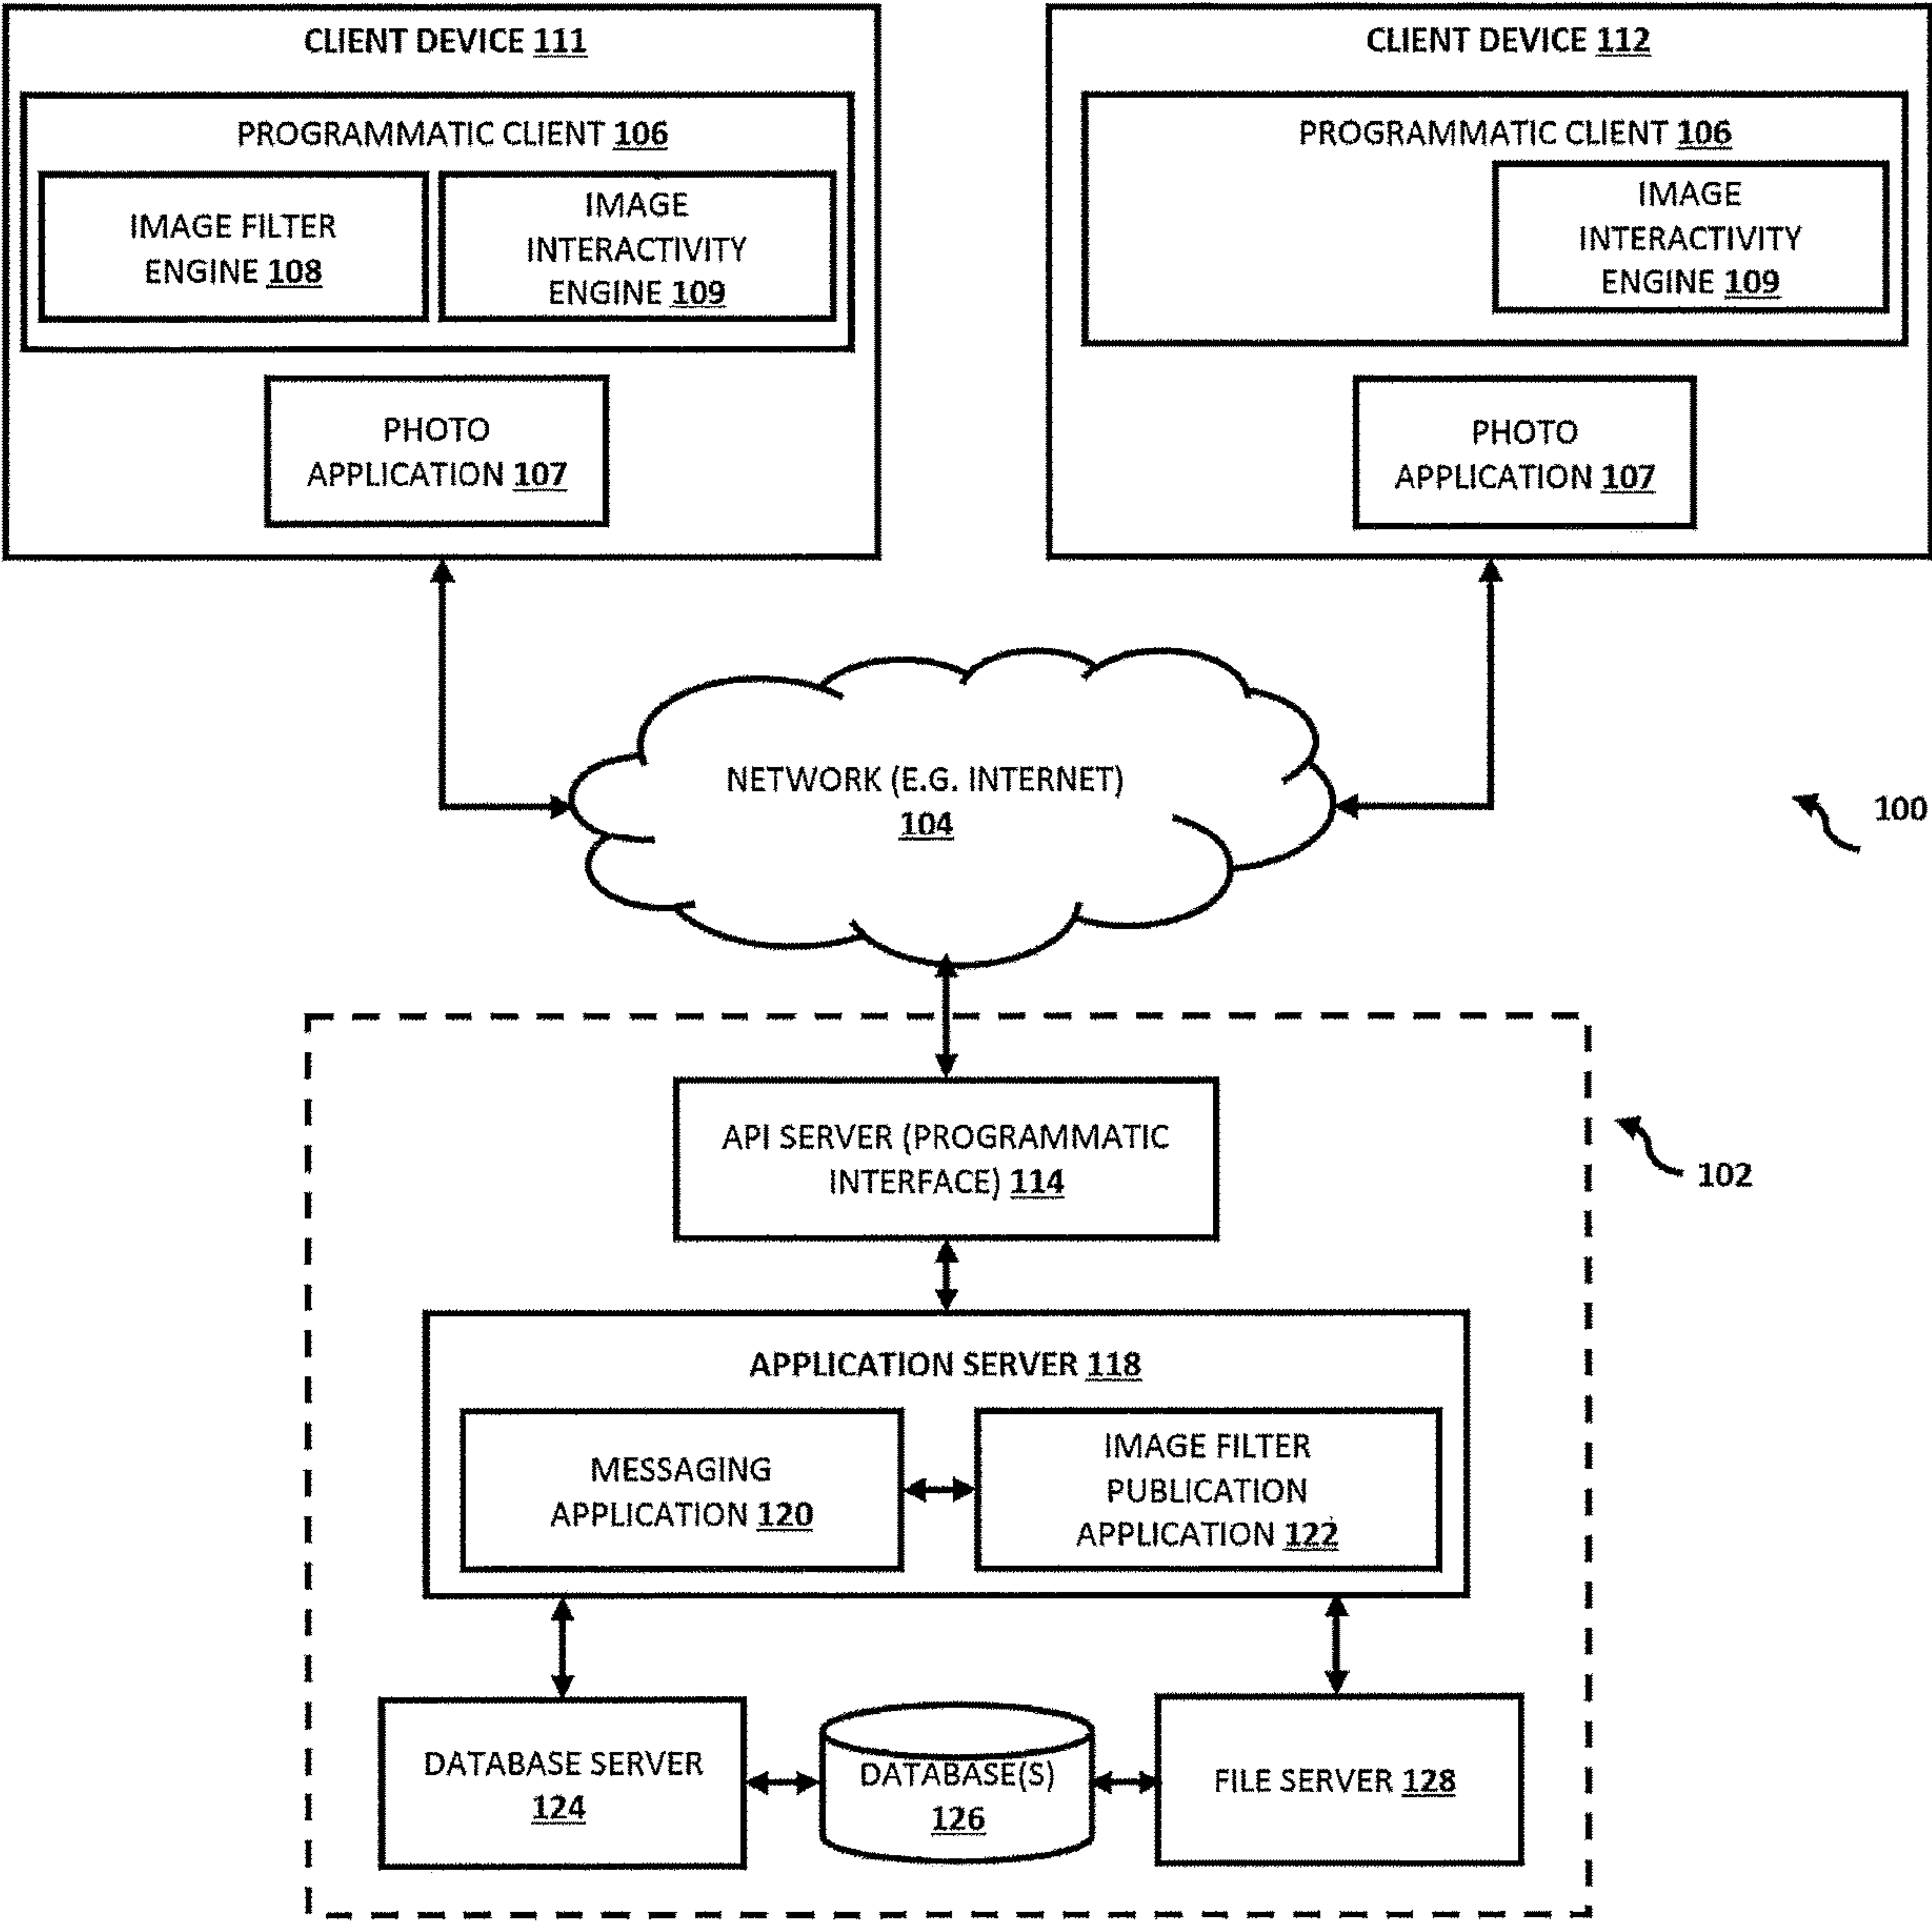 CLIENT DEVICE 111
PROGRAMMATIC CLIENT 106
IMAGE FILTER
ENGINE 108
IMAGE
INTERACTIVITY
ENGINE 109
PHOTO
APPLICATION 107
CLIENT DEVICE 112
PROGRAMMATIC CLIENT 106
IMAGE
INTERACTIVITY
ENGINE 109
PHOTO
APPLICATION 107
NETWORK (E.G. INTERNET)
104
100
API SERVER (PROGRAMMATIC
INTERFACE) 114
102
APPLICATION SERVER 118
MESSAGING
APPLICATION 120
IMAGE FILTER
PUBLICATION
APPLICATION 122
DATABASE SERVER
124
DATABASE(S)
126
FILE SERVER 128